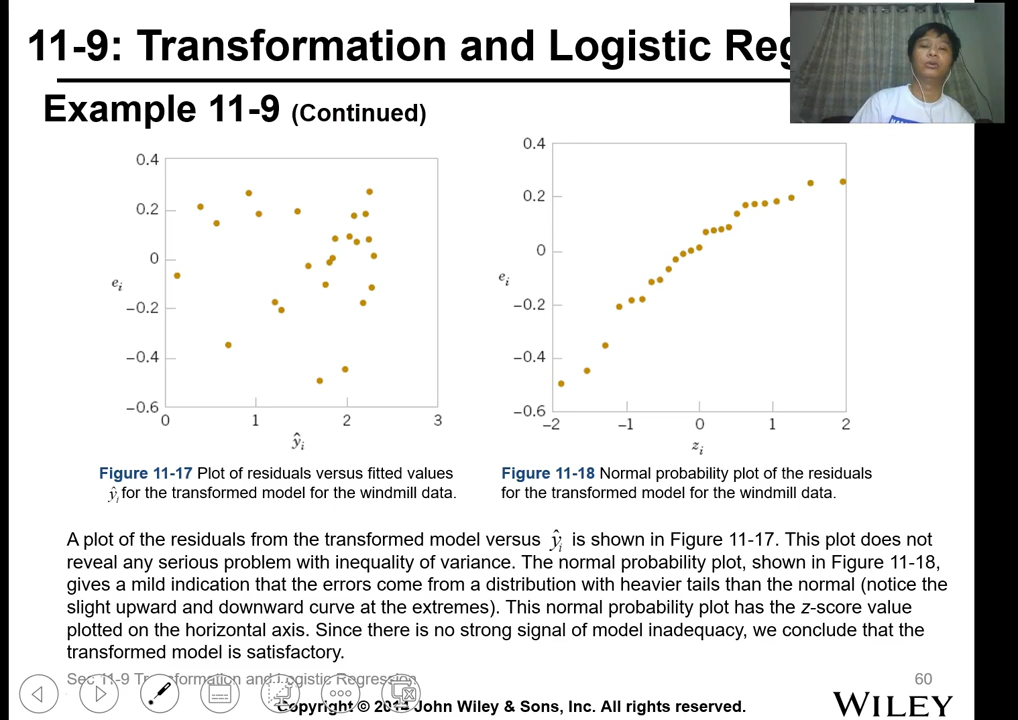 11-9: Transformation and Logistic Reg
Example 11-9 (Continued)
0.4
0.2
0
−0.2
−0.4
−0.6
e_i
0 1 2 3
ŷ_i
0.4
0.2
0
−0.2
−0.4
−0.6
e_i
−2 −1 0 1 2
z_i
Figure 11-17 Plot of residuals versus fitted values
ŷ_i for the transformed model for the windmill data.
Figure 11-18 Normal probability plot of the residuals
for the transformed model for the windmill data.
A plot of the residuals from the transformed model versus ŷ_i is shown in Figure 11-17. This plot does not
reveal any serious problem with inequality of variance. The normal probability plot, shown in Figure 11-18,
gives a mild indication that the errors come from a distribution with heavier tails than the normal (notice the
slight upward and downward curve at the extremes). This normal probability plot has the z-score value
plotted on the horizontal axis. Since there is no strong signal of model inadequacy, we conclude that the
transformed model is satisfactory.
Sec 11-9 Transformation and Logistic Regression
60
Copyright © John Wiley & Sons, Inc. All rights reserved.
WILEY